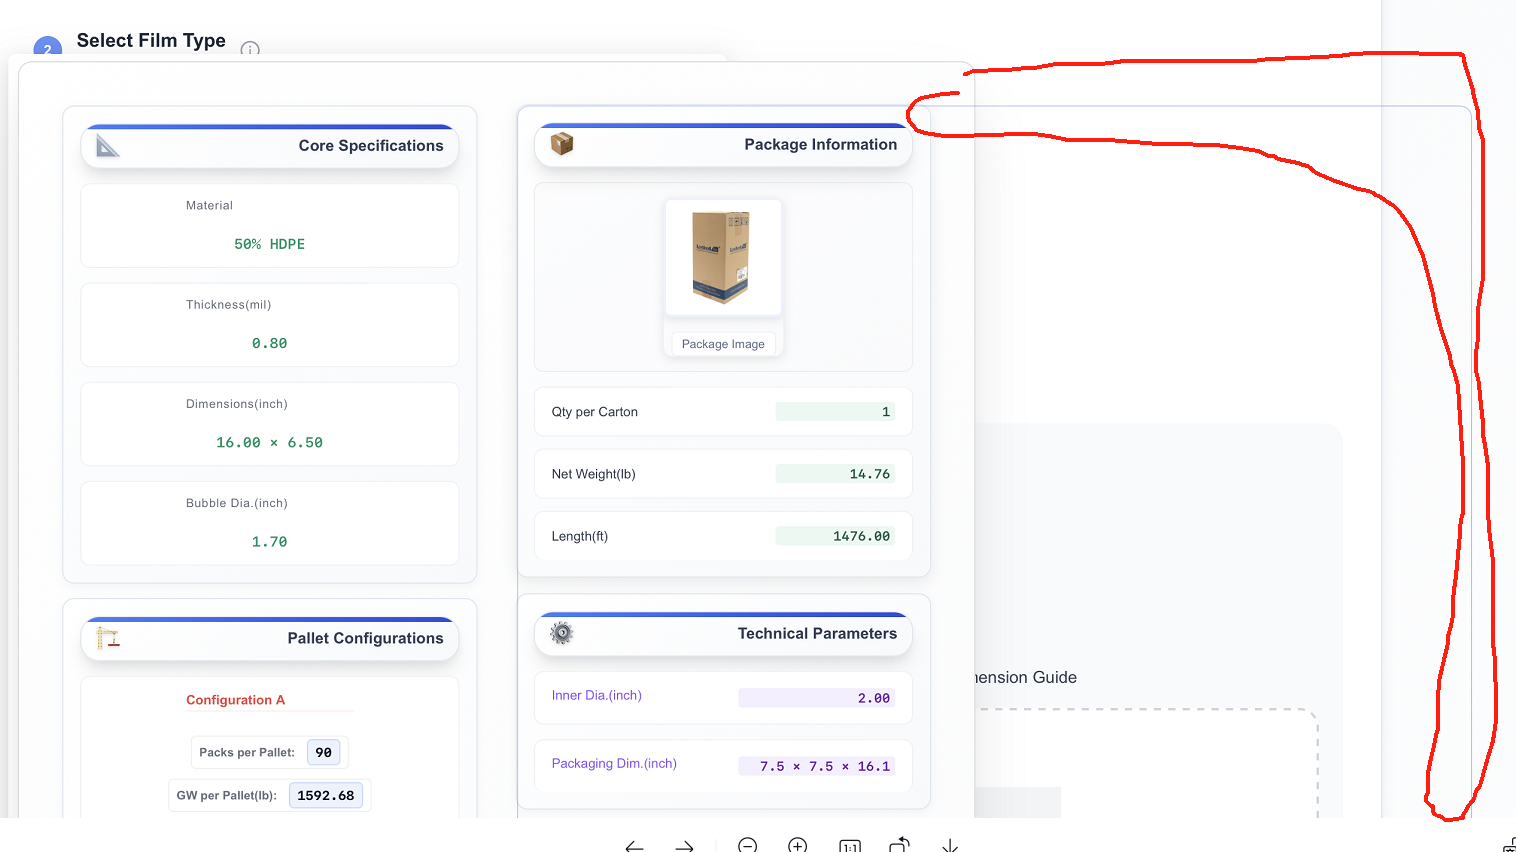 2 Select Film Type
Core Specifications
Material
50% HDPE
Thickness(mil)
0.80
Dimensions(inch)
16.00 × 6.50
Bubble Dia.(inch)
1.70
Pallet Configurations
Configuration A
Packs per Pallet: 90
GW per Pallet(lb): 1592.68
Package Information
Package Image
Qty per Carton 1
Net Weight(lb) 14.76
Length(ft) 1476.00
Technical Parameters
Inner Dia.(inch) 2.00
Packaging Dim.(inch) 7.5 × 7.5 × 16.1
nension Guide
1:1